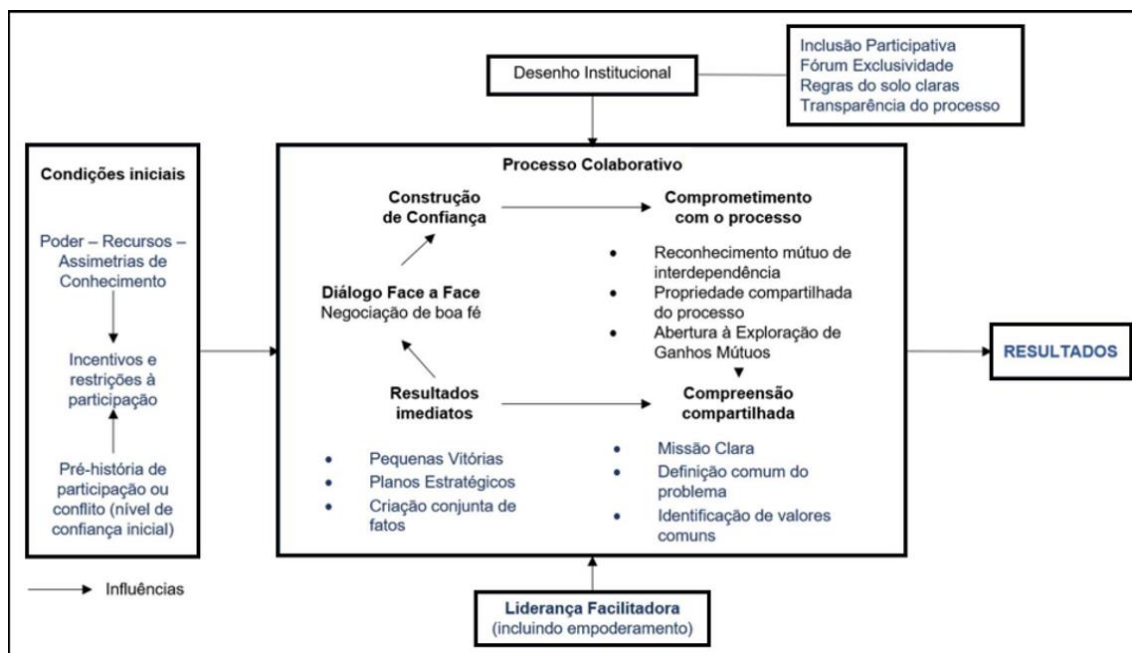 Desenho Institucional
Inclusão Participativa
Fórum Exclusividade
Regras do solo claras
Transparência do processo
Condições iniciais
Poder – Recursos –
Assimetrias de
Conhecimento
Incentivos e
restrições à
participação
Pré-história de
participação ou
conflito (nível de
confiança inicial)
Influências
Processo Colaborativo
Construção
de Confiança
Comprometimento
com o processo
• Reconhecimento mútuo de
interdependência
• Propriedade compartilhada
do processo
• Abertura à Exploração de
Ganhos Mútuos
Diálogo Face a Face
Negociação de boa fé
Resultados
imediatos
• Pequenas Vitórias
• Planos Estratégicos
• Criação conjunta de
fatos
Compreensão
compartilhada
• Missão Clara
• Definição comum do
problema
• Identificação de valores
comuns
RESULTADOS
Liderança Facilitadora
(incluindo empoderamento)